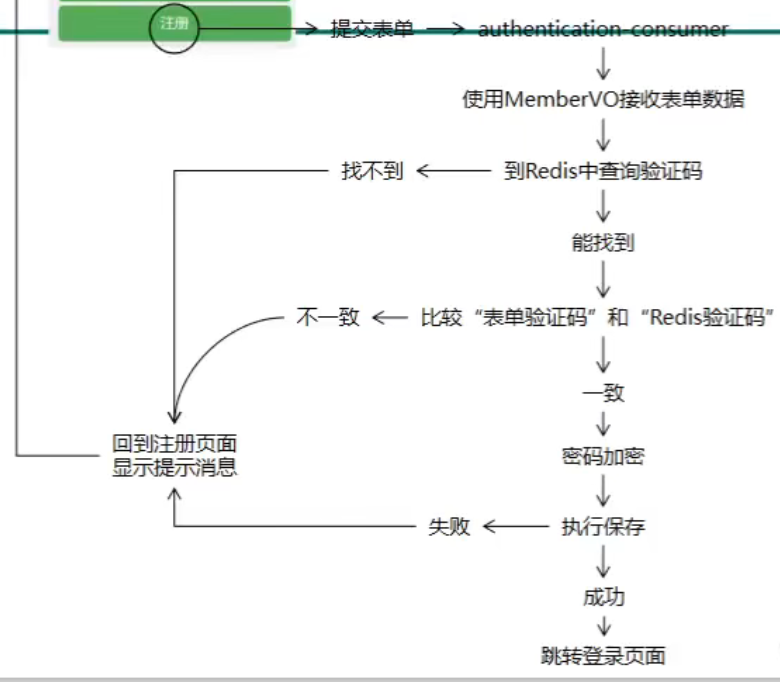 注册
提交表单
authentication-consumer
使用MemberVO接收表单数据
找不到
到Redis中查询验证码
能找到
不一致
比较“表单验证码”和“Redis验证码”
一致
回到注册页面
显示提示消息
密码加密
失败
执行保存
成功
跳转登录页面